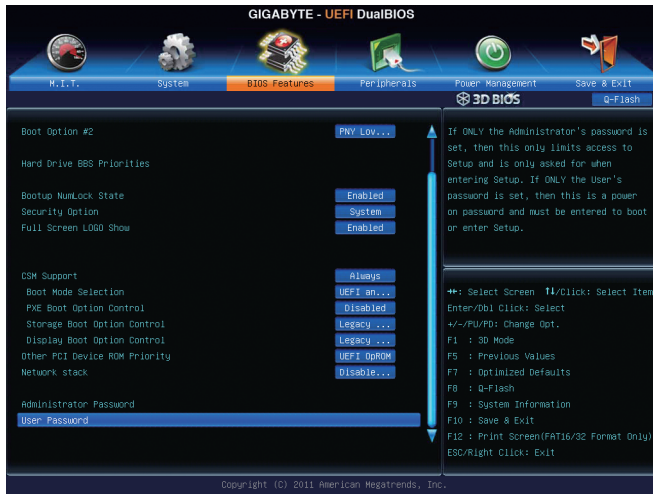 GIGABYTE - UEFI DualBIOS
M.I.T. System BIOS Features Peripherals Power Management Save & Exit
3D BIOS Q-Flash
Boot Option #2 PNY Lov...
Hard Drive BBS Priorities
Bootup NumLock State Enabled
Security Option System
Full Screen LOGO Show Enabled
CSM Support Always
Boot Mode Selection UEFI an...
PXE Boot Option Control Disabled
Storage Boot Option Control Legacy ...
Display Boot Option Control Legacy ...
Other PCI Device ROM Priority UEFI OpROM
Network stack Disable...
Administrator Password
User Password
If ONLY the Administrator's password is
set, then this only limits access to
Setup and is only asked for when
entering Setup. If ONLY the User's
password is set, then this is a power
on password and must be entered to boot
or enter Setup.
→←: Select Screen ↑↓/Click: Select Item
Enter/Dbl Click: Select
+/-/PU/PD: Change Opt.
F1 : 3D Mode
F5 : Previous Values
F7 : Optimized Defaults
F8 : Q-Flash
F9 : System Information
F10 : Save & Exit
F12 : Print Screen(FAT16/32 Format Only)
ESC/Right Click: Exit
Copyright (C) 2011 American Megatrends, Inc.